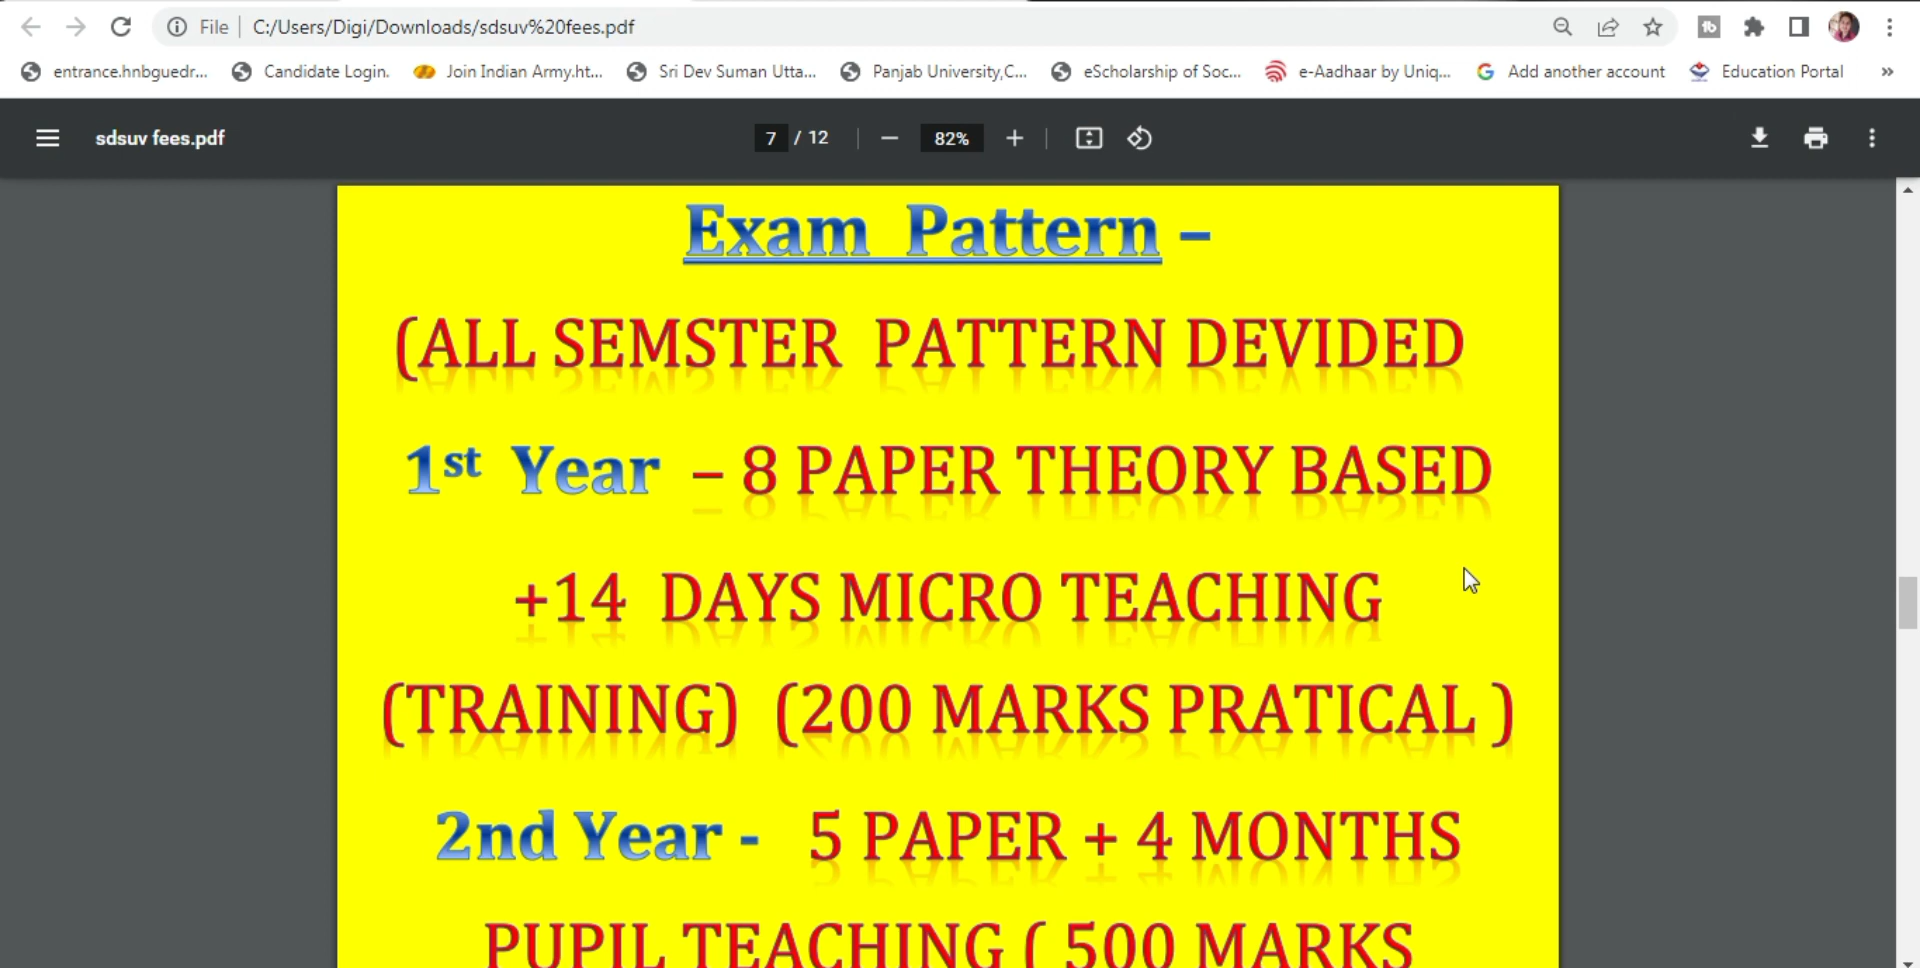 File C:/Users/Digi/Downloads/sdsuv%20fees.pdf
entrance.hnbguedr... Candidate Login. Join Indian Army.ht... Sri Dev Suman Utta... Panjab University,C... eScholarship of Soc... e-Aadhaar by Uniq... Add another account Education Portal »
sdsuv fees.pdf 7 / 12 82%
Exam Pattern –
(ALL SEMSTER PATTERN DEVIDED
1st Year – 8 PAPER THEORY BASED
+14 DAYS MICRO TEACHING
(TRAINING) (200 MARKS PRATICAL )
2nd Year - 5 PAPER + 4 MONTHS
PUPIL TEACHING ( 500 MARKS